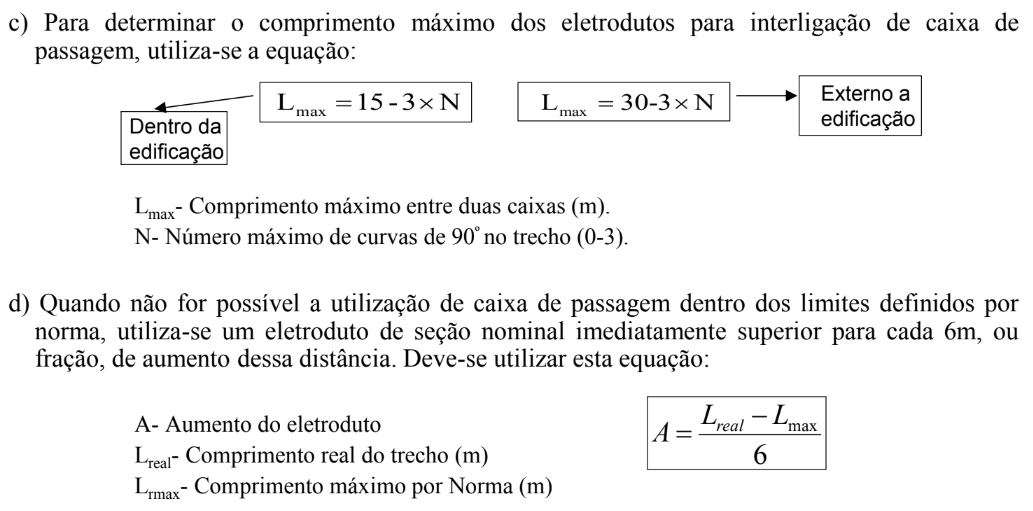 c) Para determinar o comprimento máximo dos eletrodutos para interligação de caixa de
passagem, utiliza-se a equação:
L_max = 15 - 3 × N
L_max = 30-3 × N
Externo a
edificação
Dentro da
edificação
L_max- Comprimento máximo entre duas caixas (m).
N- Número máximo de curvas de 90º no trecho (0-3).
d) Quando não for possível a utilização de caixa de passagem dentro dos limites definidos por
norma, utiliza-se um eletroduto de seção nominal imediatamente superior para cada 6m, ou
fração, de aumento dessa distância. Deve-se utilizar esta equação:
A- Aumento do eletroduto
L_real- Comprimento real do trecho (m)
L_rmax- Comprimento máximo por Norma (m)
A = (L_real − L_max) / 6